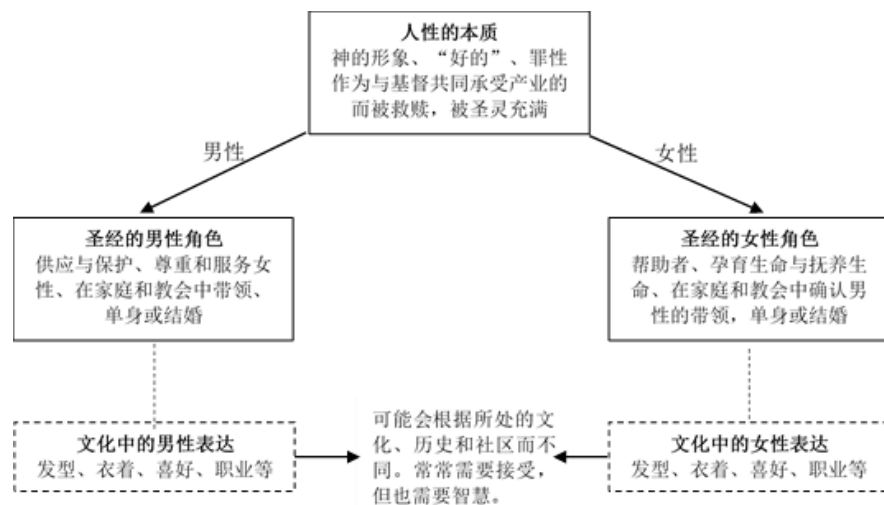 人性的本质
神的形象、“好的”、罪性
作为与基督共同承受产业的
而被救赎，被圣灵充满
男性
女性
圣经的男性角色
供应与保护、尊重和服务女
性、在家庭和教会中带领、
单身或结婚
圣经的女性角色
帮助者、孕育生命与抚养生
命、在家庭和教会中确认男
性的带领，单身或结婚
文化中的男性表达
发型、衣着、喜好、职业等
可能会根据所处的文
化、历史和社区而不
同。常常需要接受，
但也需要智慧。
文化中的女性表达
发型、衣着、喜好、职业等